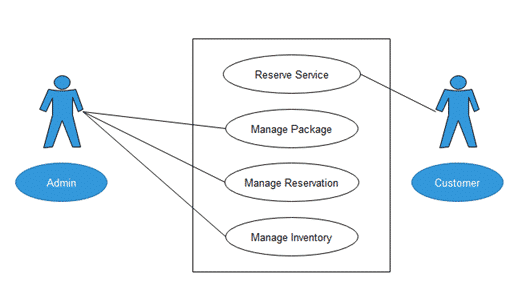 Reserve Service
Manage Package
Manage Reservation
Admin
Customer
Manage Inventory